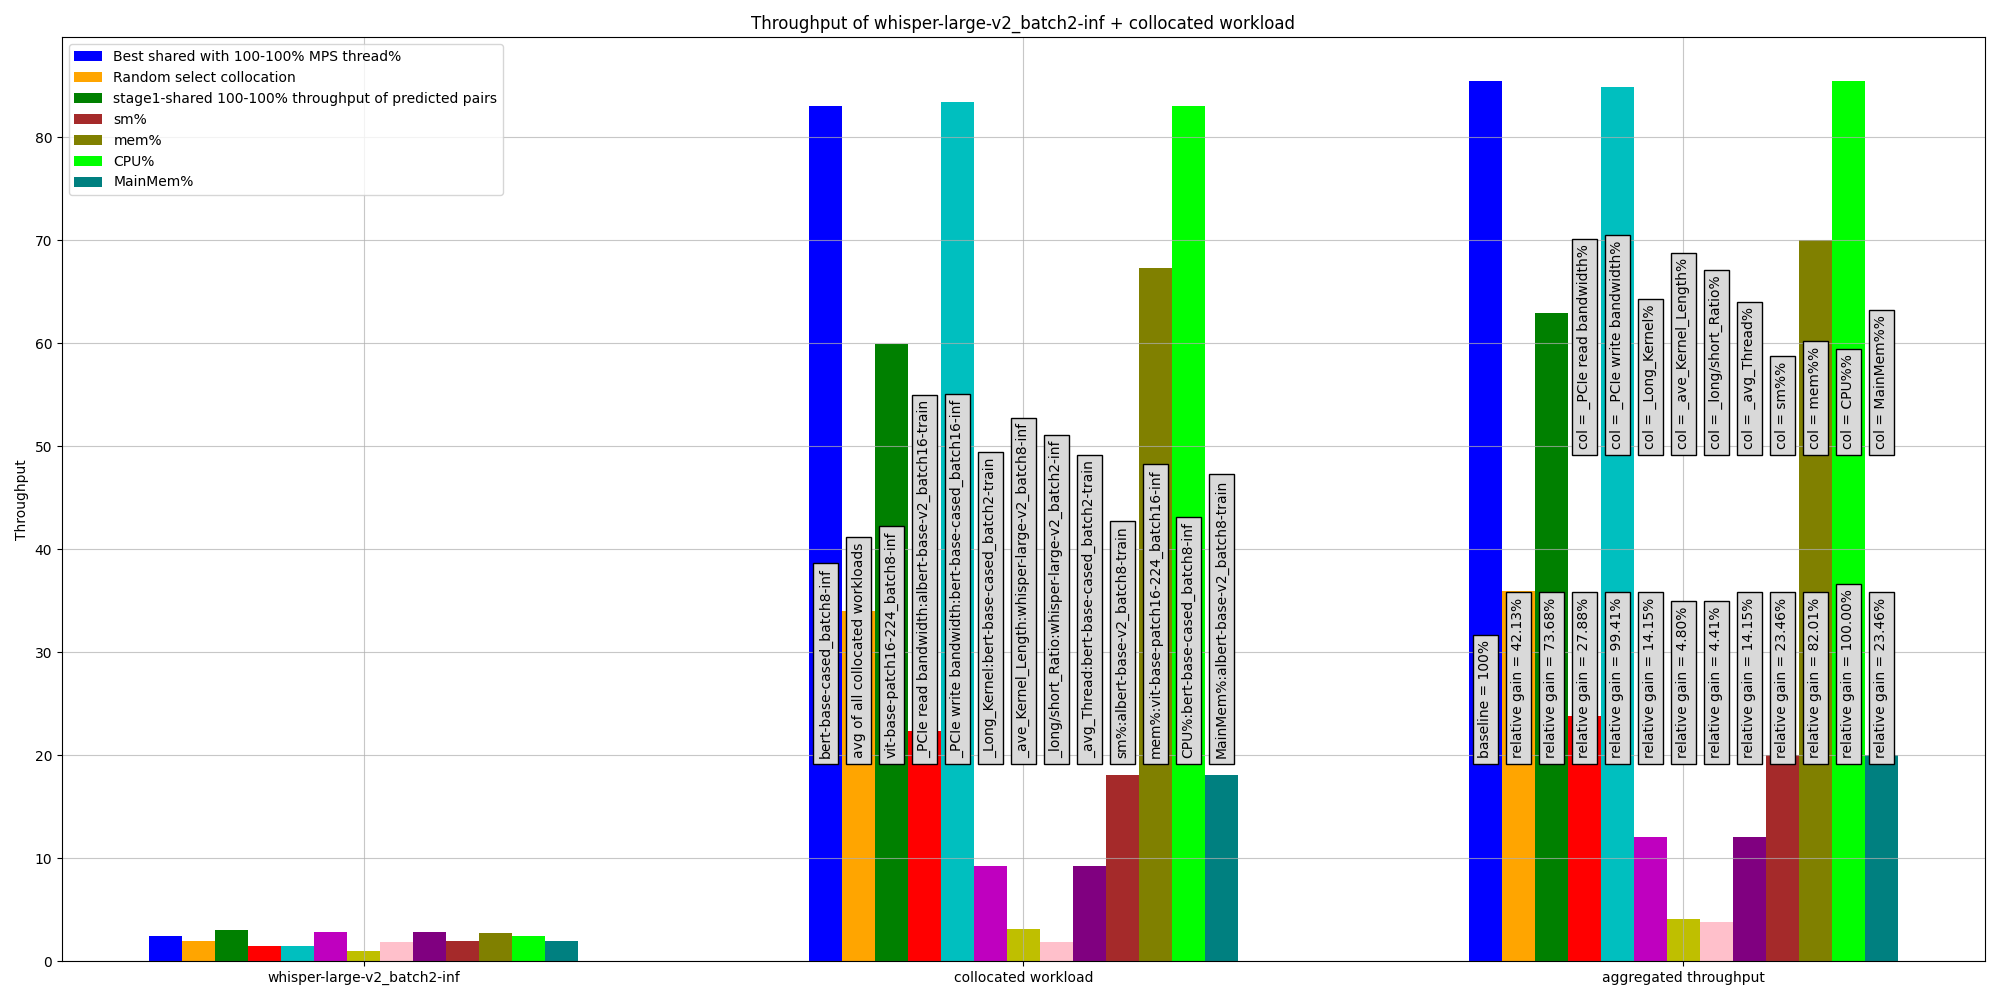 Throughput of whisper-large-v2_batch2-inf + collocated workload
Best shared with 100-100% MPS thread%
Random select collocation
stage1-shared 100-100% throughput of predicted pairs
sm%
mem%
CPU%
MainMem%
Throughput
80
70
60
50
40
30
20
10
0
bert-base-cased_batch8-inf
avg of all collocated workloads
vit-base-patch16-224_batch8-inf
_PCIe read bandwidth:albert-base-v2_batch16-train
_PCIe write bandwidth:bert-base-cased_batch16-inf
_Long_Kernel:bert-base-cased_batch2-train
_ave_Kernel_Length:whisper-large-v2_batch8-inf
_long/short_Ratio:whisper-large-v2_batch2-inf
_avg_Thread:bert-base-cased_batch2-train
sm%:albert-base-v2_batch8-train
mem%:vit-base-patch16-224_batch16-inf
CPU%:bert-base-cased_batch8-inf
MainMem%:albert-base-v2_batch8-train
col = _PCIe read bandwidth%
col = _PCIe write bandwidth%
col = _Long_Kernel%
col = _ave_Kernel_Length%
col = _long/short_Ratio%
col = _avg_Thread%
col = sm%%
col = mem%%
col = CPU%%
col = MainMem%%
baseline = 100%
relative gain = 42.13%
relative gain = 73.68%
relative gain = 27.88%
relative gain = 99.41%
relative gain = 14.15%
relative gain = 4.80%
relative gain = 4.41%
relative gain = 14.15%
relative gain = 23.46%
relative gain = 82.01%
relative gain = 100.00%
relative gain = 23.46%
whisper-large-v2_batch2-inf
collocated workload
aggregated throughput